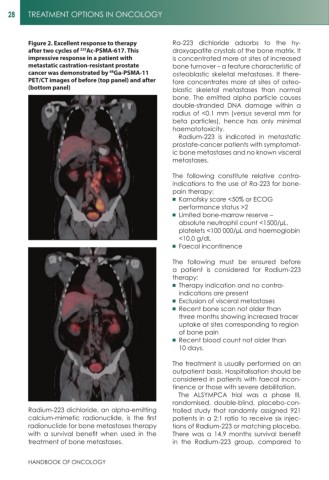 28 TREATMENT OPTIONS IN ONCOLOGY
Figure 2. Excellent response to therapy
after two cycles of ²²⁵Ac-PSMA-617. This
impressive response in a patient with
metastatic castration-resistant prostate
cancer was demonstrated by ⁶⁸Ga-PSMA-11
PET/CT images of before (top panel) and after
(bottom panel)
Radium-223 dichloride, an alpha-emitting
calcium-mimetic radionuclide, is the first
radionuclide for bone metastases therapy
with a survival benefit when used in the
treatment of bone metastases.
Ra-223 dichloride adsorbs to the hy-
droxyapatite crystals of the bone matrix. It
is concentrated more at sites of increased
bone turnover – a feature characteristic of
osteoblastic skeletal metastases. It there-
fore concentrates more at sites of osteo-
blastic skeletal metastases than normal
bone. The emitted alpha particle causes
double-stranded DNA damage within a
radius of <0.1 mm (versus several mm for
beta particles), hence has only minimal
haematotoxicity.
Radium-223 is indicated in metastatic
prostate-cancer patients with symptomat-
ic bone metastases and no known visceral
metastases.
The following constitute relative contra-
indications to the use of Ra-223 for bone-
pain therapy:
■ Karnofsky score <50% or ECOG
performance status >2
■ Limited bone-marrow reserve –
absolute neutrophil count <1500/µL,
platelets <100 000/µL and haemoglobin
<10.0 g/dL
■ Faecal incontinence
The following must be ensured before
a patient is considered for Radium-223
therapy:
■ Therapy indication and no contra-
indications are present
■ Exclusion of visceral metastases
■ Recent bone scan not older than
three months showing increased tracer
uptake at sites corresponding to region
of bone pain
■ Recent blood count not older than
10 days.
The treatment is usually performed on an
outpatient basis. Hospitalisation should be
considered in patients with faecal incon-
tinence or those with severe debilitation.
The ALSYMPCA trial was a phase III,
randomised, double-blind, placebo-con-
trolled study that randomly assigned 921
patients in a 2:1 ratio to receive six injec-
tions of Radium-223 or matching placebo.
There was a 14.9 months survival benefit
in the Radium-223 group, compared to
HANDBOOK OF ONCOLOGY